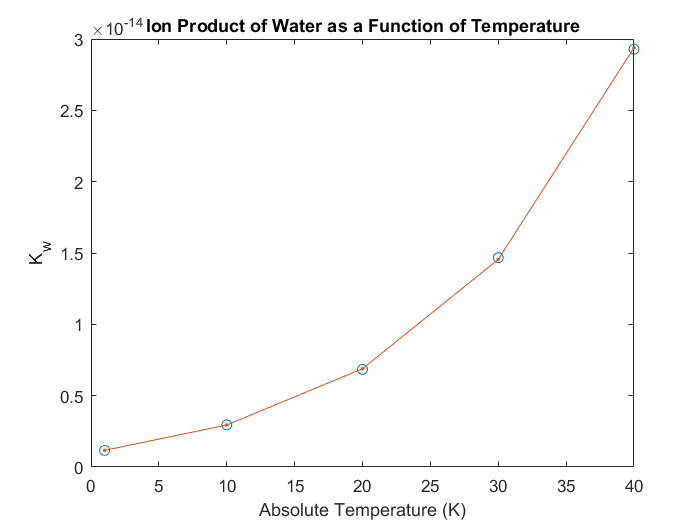 ×10-14
Ion Product of Water as a Function of Temperature
3
2.5
2
1.5
1
0.5
0
Kw
0 5 10 15 20 25 30 35 40
Absolute Temperature (K)